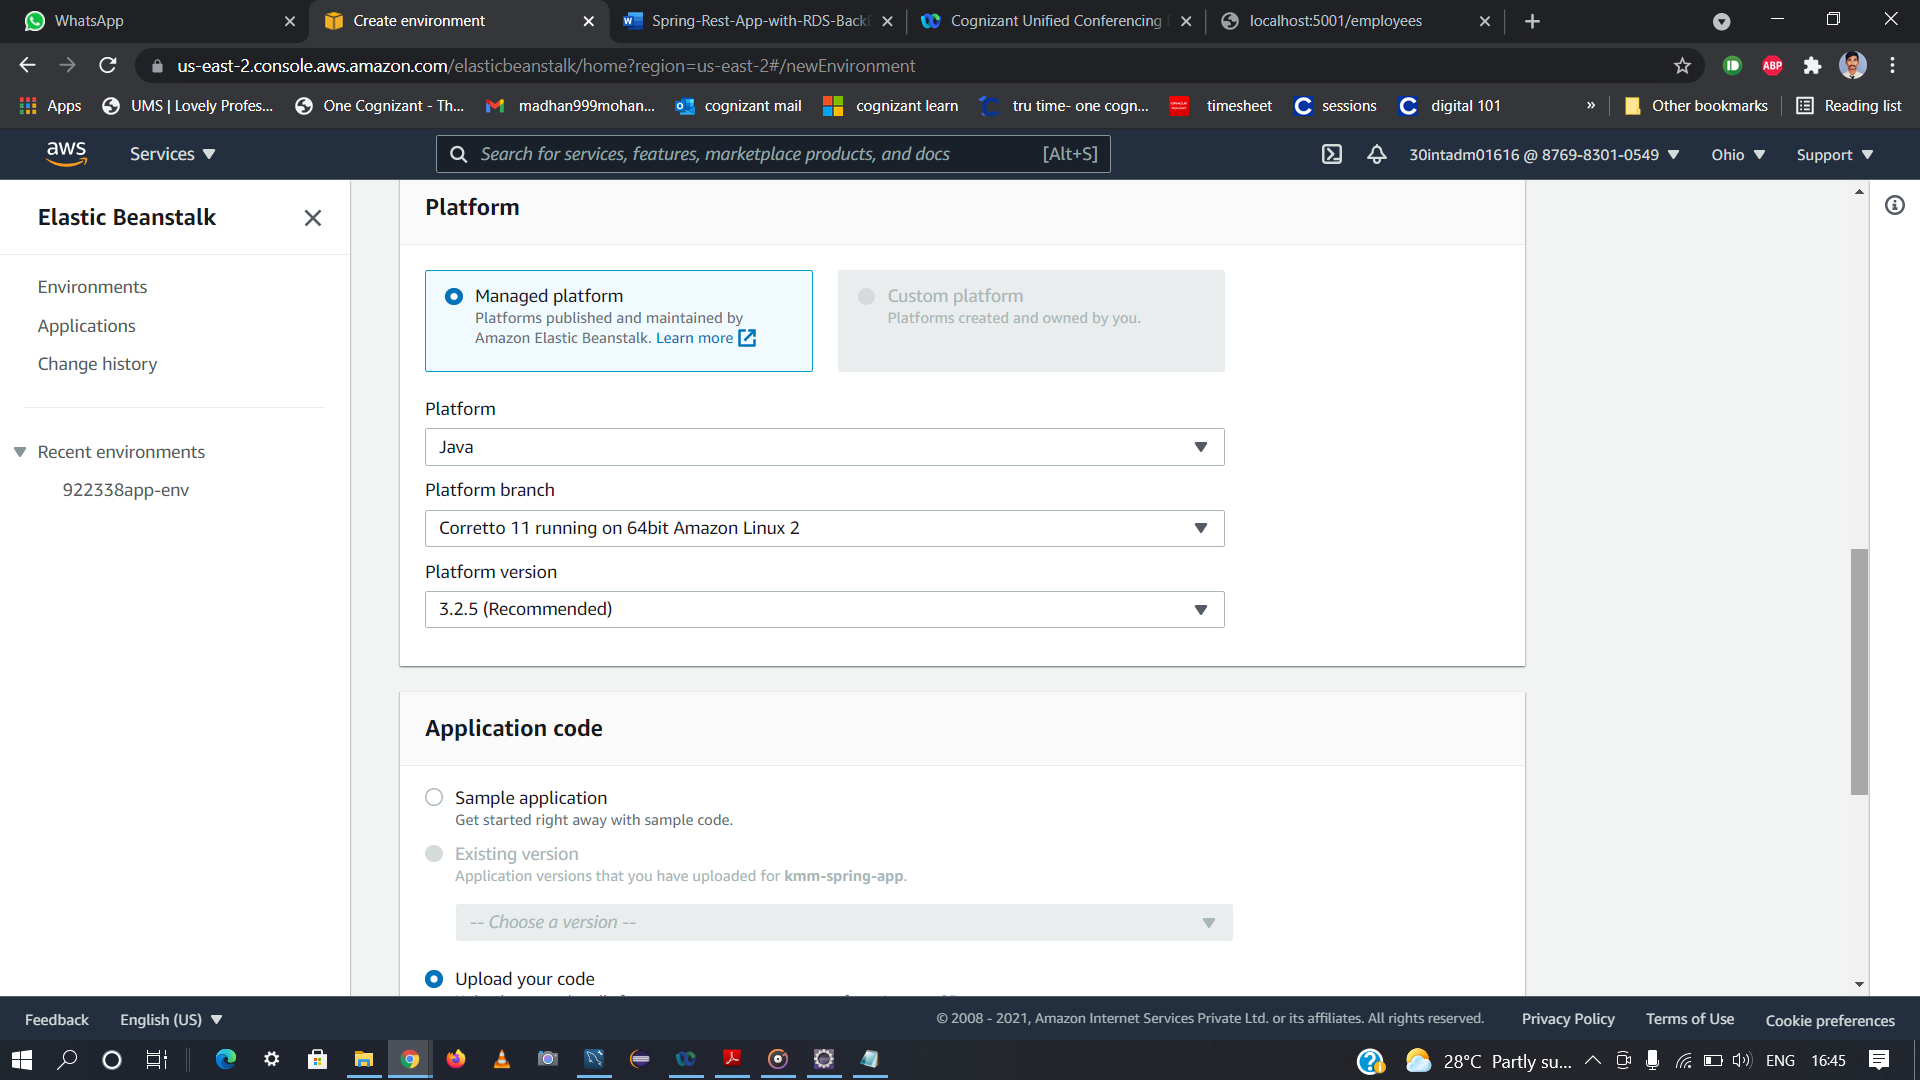 WhatsApp
Create environment
Spring-Rest-App-with-RDS-Back
Cognizant Unified Conferencing
localhost:5001/employees
us-east-2.console.aws.amazon.com/elasticbeanstalk/home?region=us-east-2#/newEnvironment
ABP
Apps
UMS | Lovely Profes...
One Cognizant - Th...
madhan999mohan...
cognizant mail
cognizant learn
tru time- one cogn...
timesheet
sessions
digital 101
»
Other bookmarks
Reading list
aws
Services
Search for services, features, marketplace products, and docs
[Alt+S]
30intadm01616 @ 8769-8301-0549
Ohio
Support
Elastic Beanstalk
Environments
Applications
Change history
Recent environments
922338app-env
Platform
Managed platform
Platforms published and maintained by
Amazon Elastic Beanstalk. Learn more
Custom platform
Platforms created and owned by you.
Platform
Java
Platform branch
Corretto 11 running on 64bit Amazon Linux 2
Platform version
3.2.5 (Recommended)
Application code
Sample application
Get started right away with sample code.
Existing version
Application versions that you have uploaded for kmm-spring-app.
-- Choose a version --
Upload your code
Feedback
English (US)
© 2008 - 2021, Amazon Internet Services Private Ltd. or its affiliates. All rights reserved.
Privacy Policy
Terms of Use
Cookie preferences
28°C Partly su...
ENG
16:45